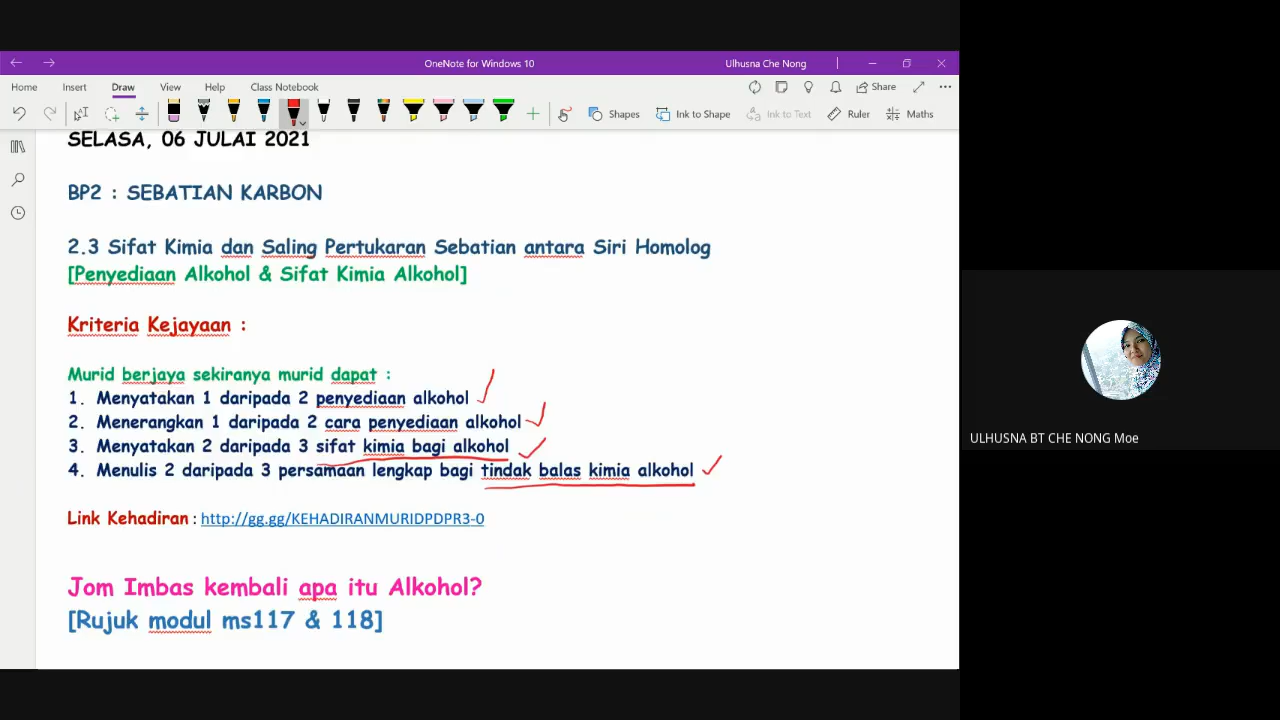 OneNote for Windows 10
Ulhusna Che Nong
Home Insert Draw View Help Class Notebook
Share
Shapes Ink to Shape Ink to Text Ruler Maths
SELASA, 06 JULAI 2021
BP2 : SEBATIAN KARBON
2.3 Sifat Kimia dan Saling Pertukaran Sebatian antara Siri Homolog
[Penyediaan Alkohol & Sifat Kimia Alkohol]
Kriteria Kejayaan :
Murid berjaya sekiranya murid dapat :
1. Menyatakan 1 daripada 2 penyediaan alkohol
2. Menerangkan 1 daripada 2 cara penyediaan alkohol
3. Menyatakan 2 daripada 3 sifat kimia bagi alkohol
4. Menulis 2 daripada 3 persamaan lengkap bagi tindak balas kimia alkohol
Link Kehadiran : http://gg.gg/KEHADIRANMURIDPDPR3-0
Jom Imbas kembali apa itu Alkohol?
[Rujuk modul ms117 & 118]
ULHUSNA BT CHE NONG Moe